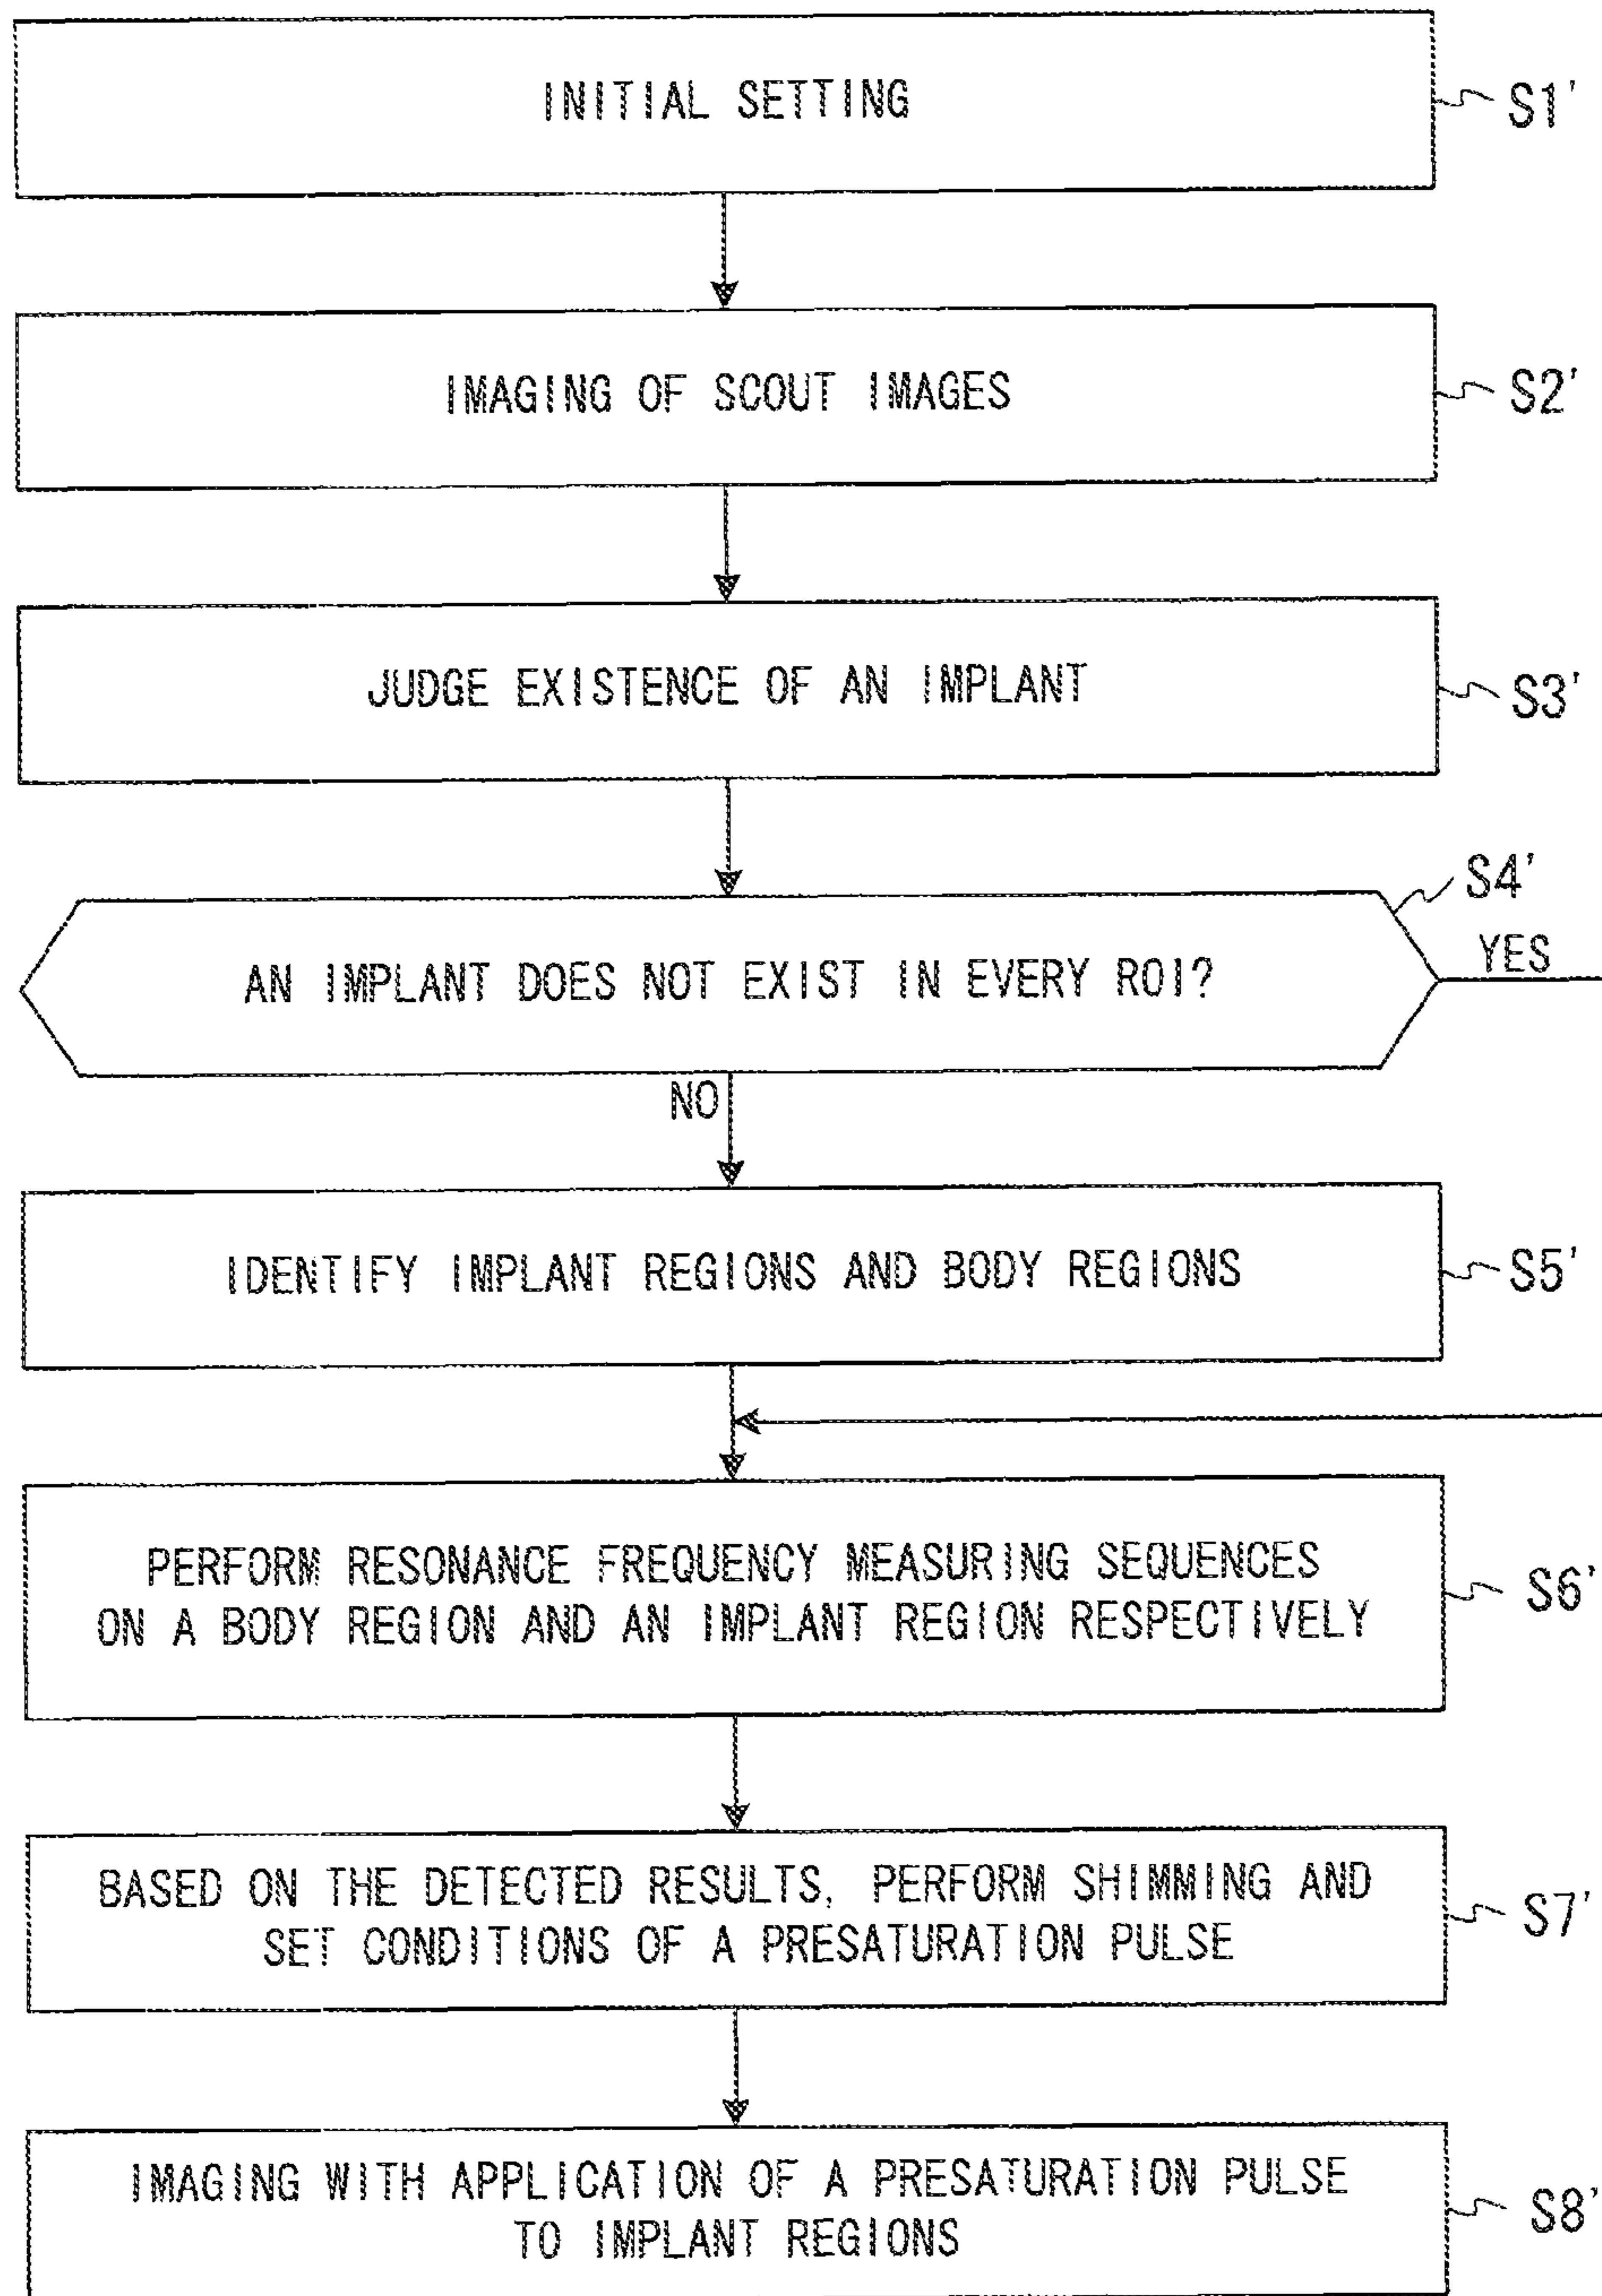 INITIAL SETTING
S1'
IMAGING OF SCOUT IMAGES
S2'
JUDGE EXISTENCE OF AN IMPLANT
S3'
S4'
AN IMPLANT DOES NOT EXIST IN EVERY ROI?
YES
NO
IDENTIFY IMPLANT REGIONS AND BODY REGIONS
S5'
PERFORM RESONANCE FREQUENCY MEASURING SEQUENCES
ON A BODY REGION AND AN IMPLANT REGION RESPECTIVELY
S6'
BASED ON THE DETECTED RESULTS, PERFORM SHIMMING AND
SET CONDITIONS OF A PRESATURATION PULSE
S7'
IMAGING WITH APPLICATION OF A PRESATURATION PULSE
TO IMPLANT REGIONS
S8'